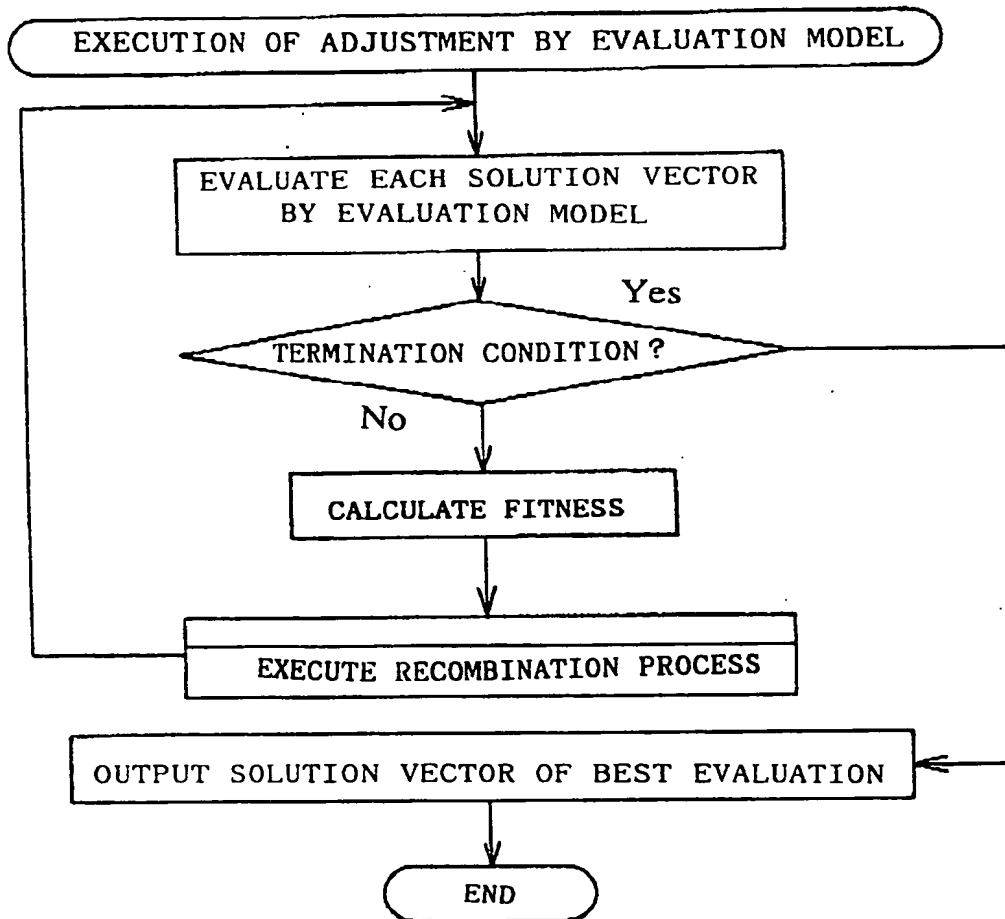 EXECUTION OF ADJUSTMENT BY EVALUATION MODEL
EVALUATE EACH SOLUTION VECTOR
BY EVALUATION MODEL
Yes
TERMINATION CONDITION ?
No
CALCULATE FITNESS
EXECUTE RECOMBINATION PROCESS
OUTPUT SOLUTION VECTOR OF BEST EVALUATION
END